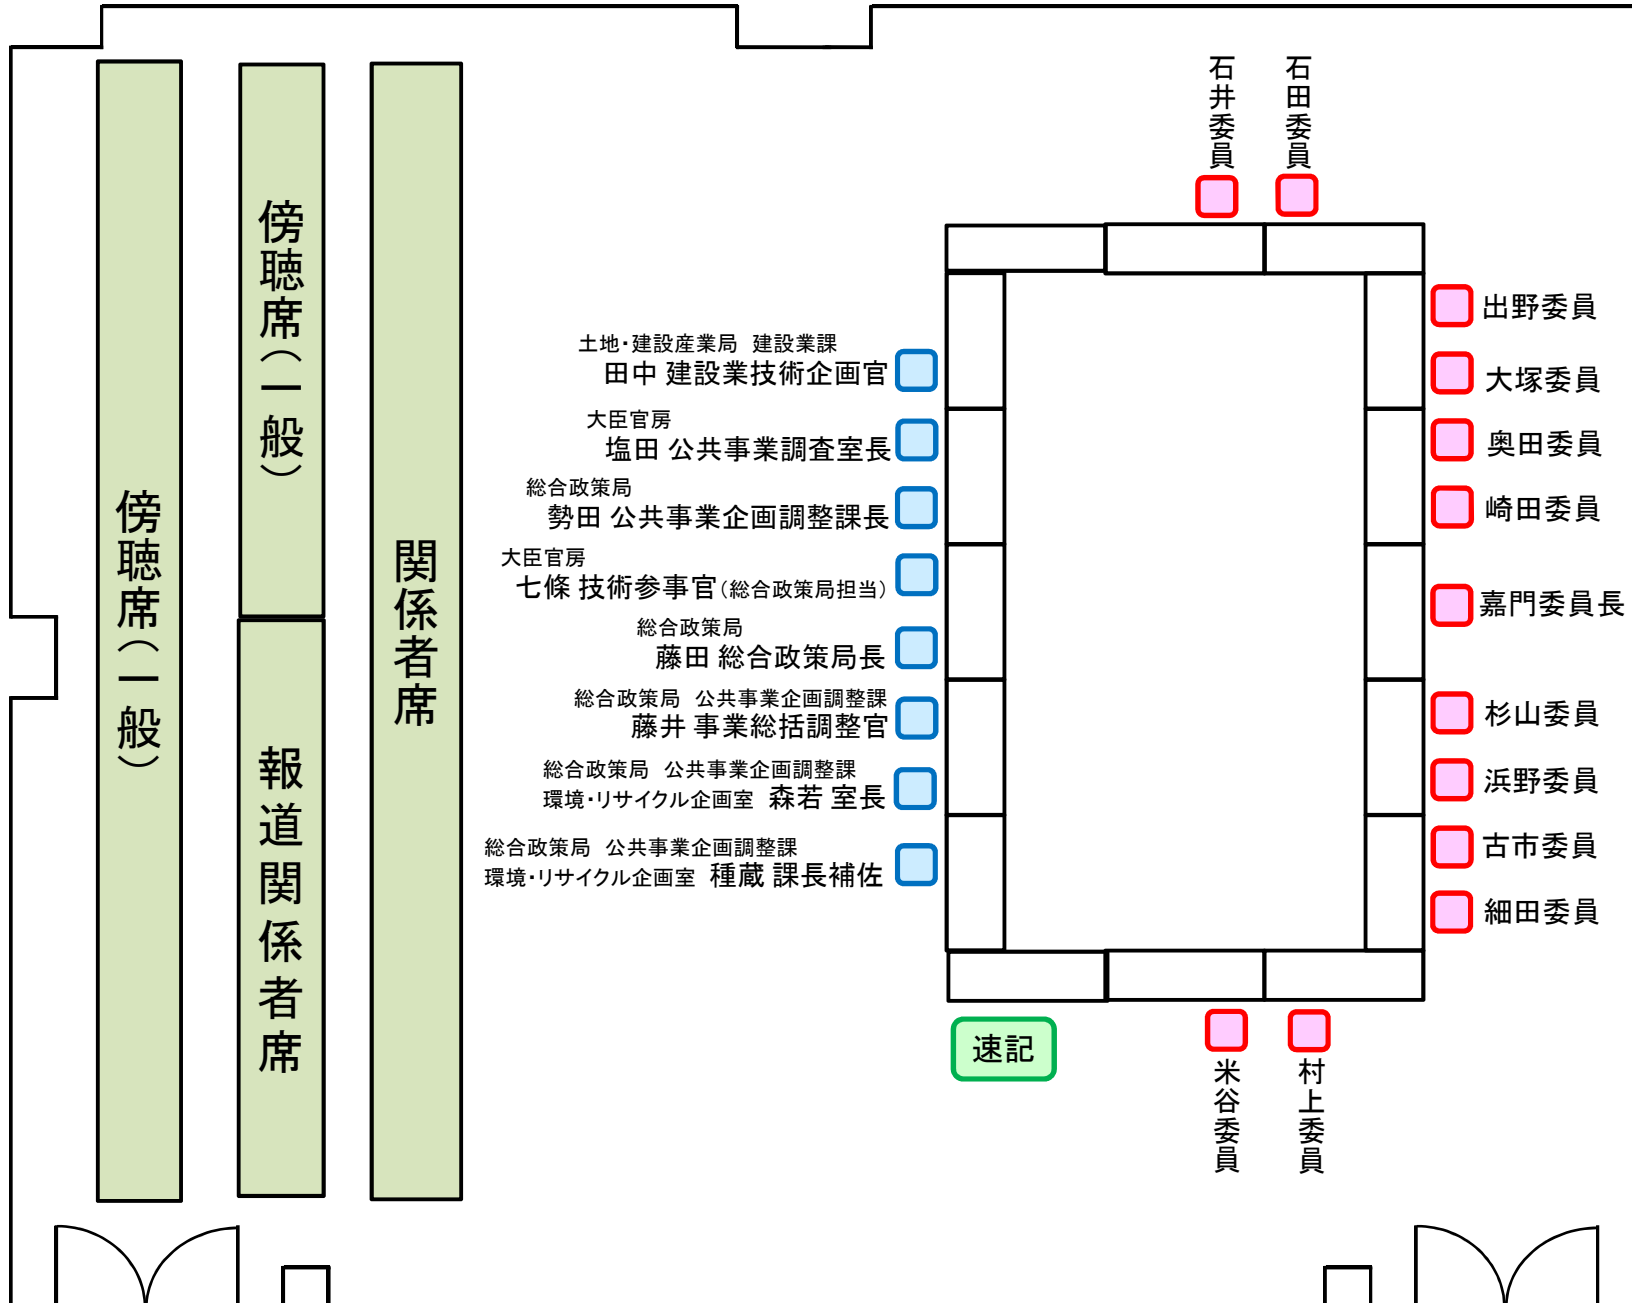 傍聴席（一般）
傍聴席（一般）
報道関係者席
関係者席
石井委員
石田委員
土地・建設産業局 建設業課
田中 建設業技術企画官
大臣官房
塩田 公共事業調査室長
総合政策局
勢田 公共事業企画調整課長
大臣官房
七條 技術参事官（総合政策局担当）
総合政策局
藤田 総合政策局長
総合政策局 公共事業企画調整課
藤井 事業総括調整官
総合政策局 公共事業企画調整課
環境・リサイクル企画室 森若 室長
総合政策局 公共事業企画調整課
環境・リサイクル企画室 種蔵 課長補佐
出野委員
大塚委員
奥田委員
崎田委員
嘉門委員長
杉山委員
浜野委員
古市委員
細田委員
速記
米谷委員
村上委員